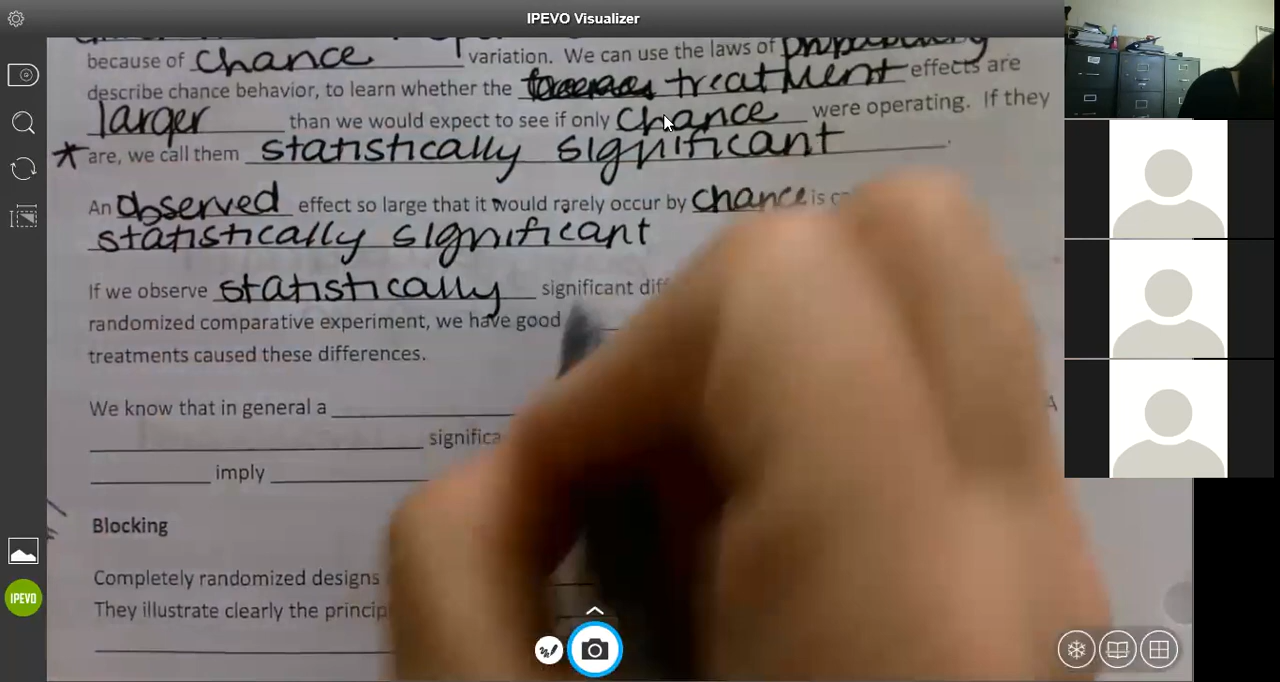 IPEVO Visualizer
because of chance variation. We can use the laws of probability
describe chance behavior, to learn whether the treatment effects are
larger than we would expect to see if only chance were operating. If they
* are, we call them statistically significant.
An observed effect so large that it would rarely occur by chance is
statistically significant
If we observe statistically significant
randomized comparative experiment, we have good
treatments caused these differences.
We know that in general a
imply
Blocking
Completely randomized designs
They illustrate clearly the
IPEVO